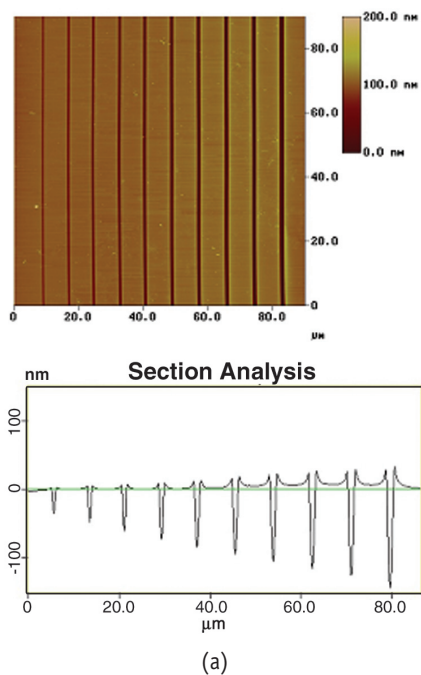 200.0 nm
80.0
100.0 nm
60.0
0.0 nm
40.0
20.0
0
0 20.0 40.0 60.0 80.0
μm
nm Section Analysis
100
0
-100
0 20.0 40.0 60.0 80.0
μm
(a)